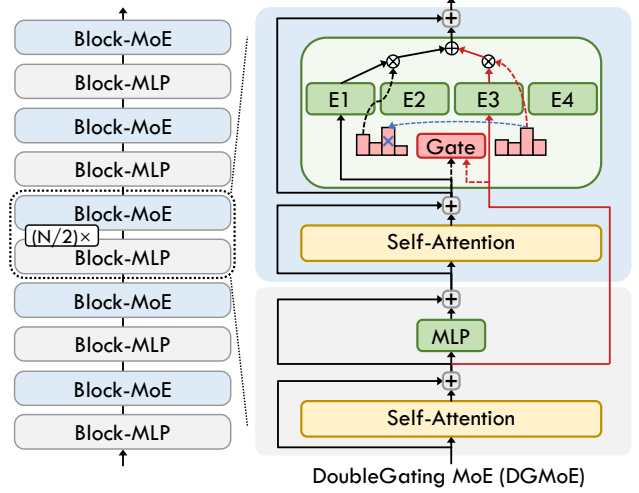 Block-MoE
Block-MLP
Block-MoE
Block-MLP
Block-MoE
(N/2)×
Block-MLP
Block-MoE
Block-MLP
Block-MoE
Block-MLP
E1 E2 E3 E4
Gate
Self-Attention
MLP
Self-Attention
DoubleGating MoE (DGMoE)